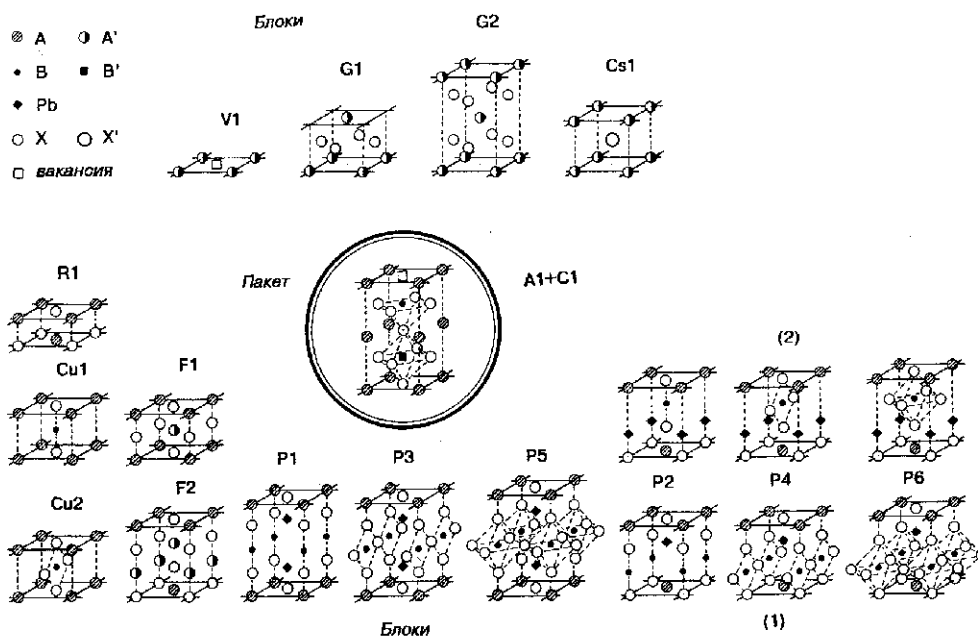 Блоки
G2
A A'
G1
Cs1
B B'
Pb
V1
X X'
вакансия
Пакет
A1+C1
R1
(2)
Cu1
F1
P1
P3
P5
P2
P4
P6
Cu2
F2
(1)
Блоки